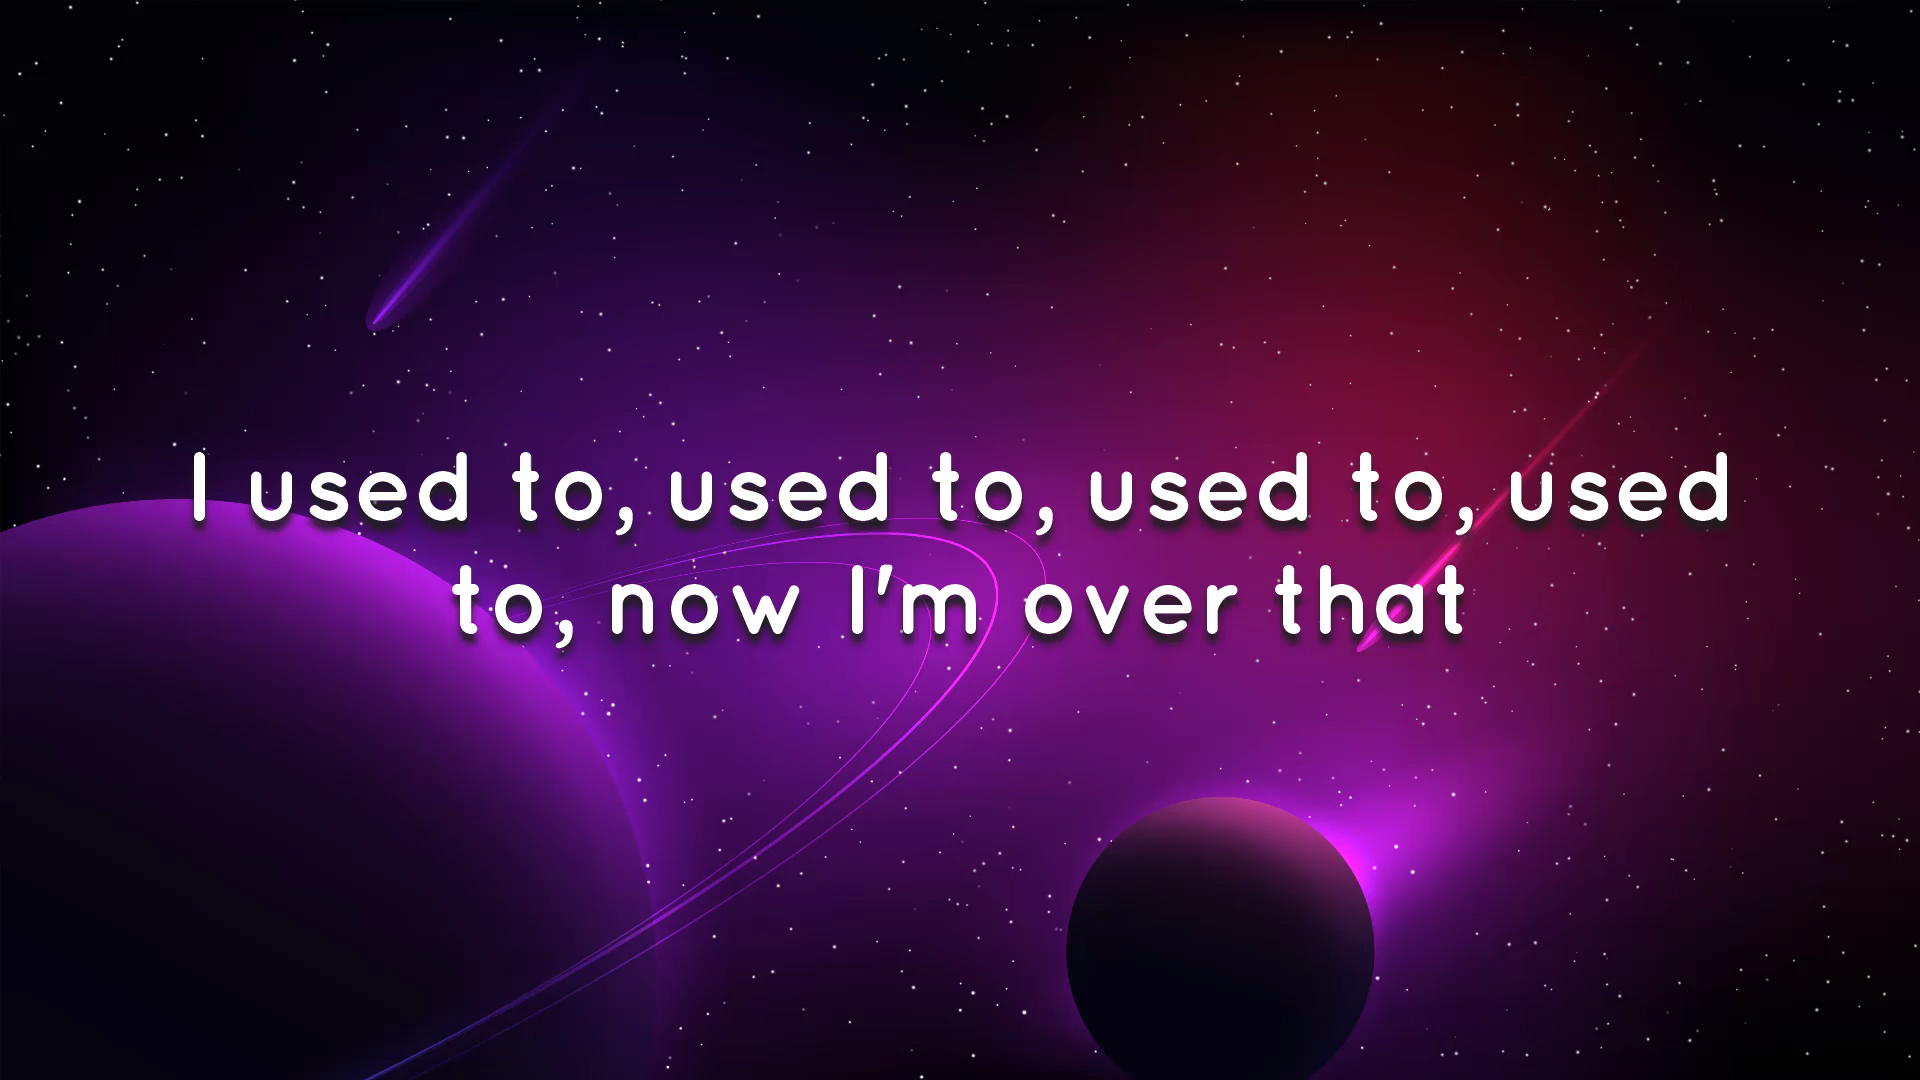 I used to, used to, used to, used
to, now I'm over that